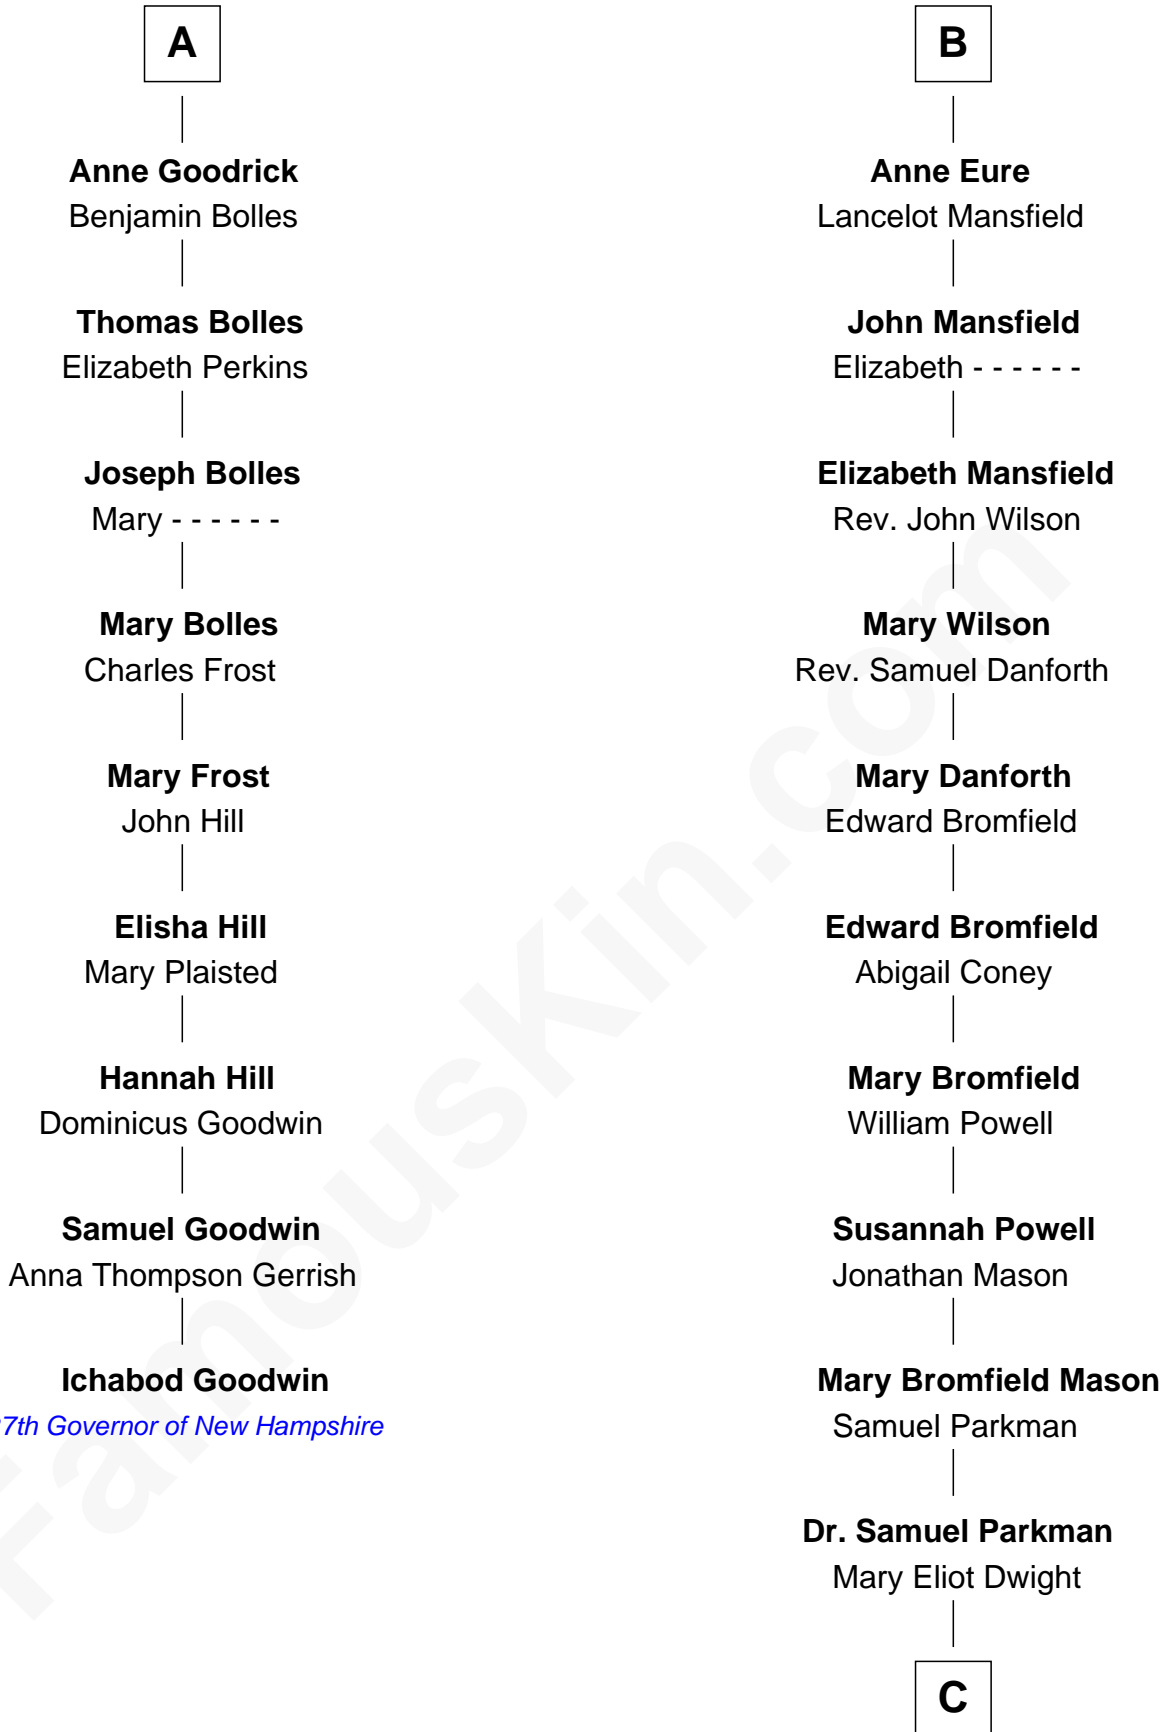 A
Anne Goodrick
Benjamin Bolles
Thomas Bolles
Elizabeth Perkins
Joseph Bolles
Mary - - - - - -
Mary Bolles
Charles Frost
Mary Frost
John Hill
Elisha Hill
Mary Plaisted
Hannah Hill
Dominicus Goodwin
Samuel Goodwin
Anna Thompson Gerrish
Ichabod Goodwin
7th Governor of New Hampshire
B
Anne Eure
Lancelot Mansfield
John Mansfield
Elizabeth - - - - - -
Elizabeth Mansfield
Rev. John Wilson
Mary Wilson
Rev. Samuel Danforth
Mary Danforth
Edward Bromfield
Edward Bromfield
Abigail Coney
Mary Bromfield
William Powell
Susannah Powell
Jonathan Mason
Mary Bromfield Mason
Samuel Parkman
Dr. Samuel Parkman
Mary Eliot Dwight
C
FamousKin.com